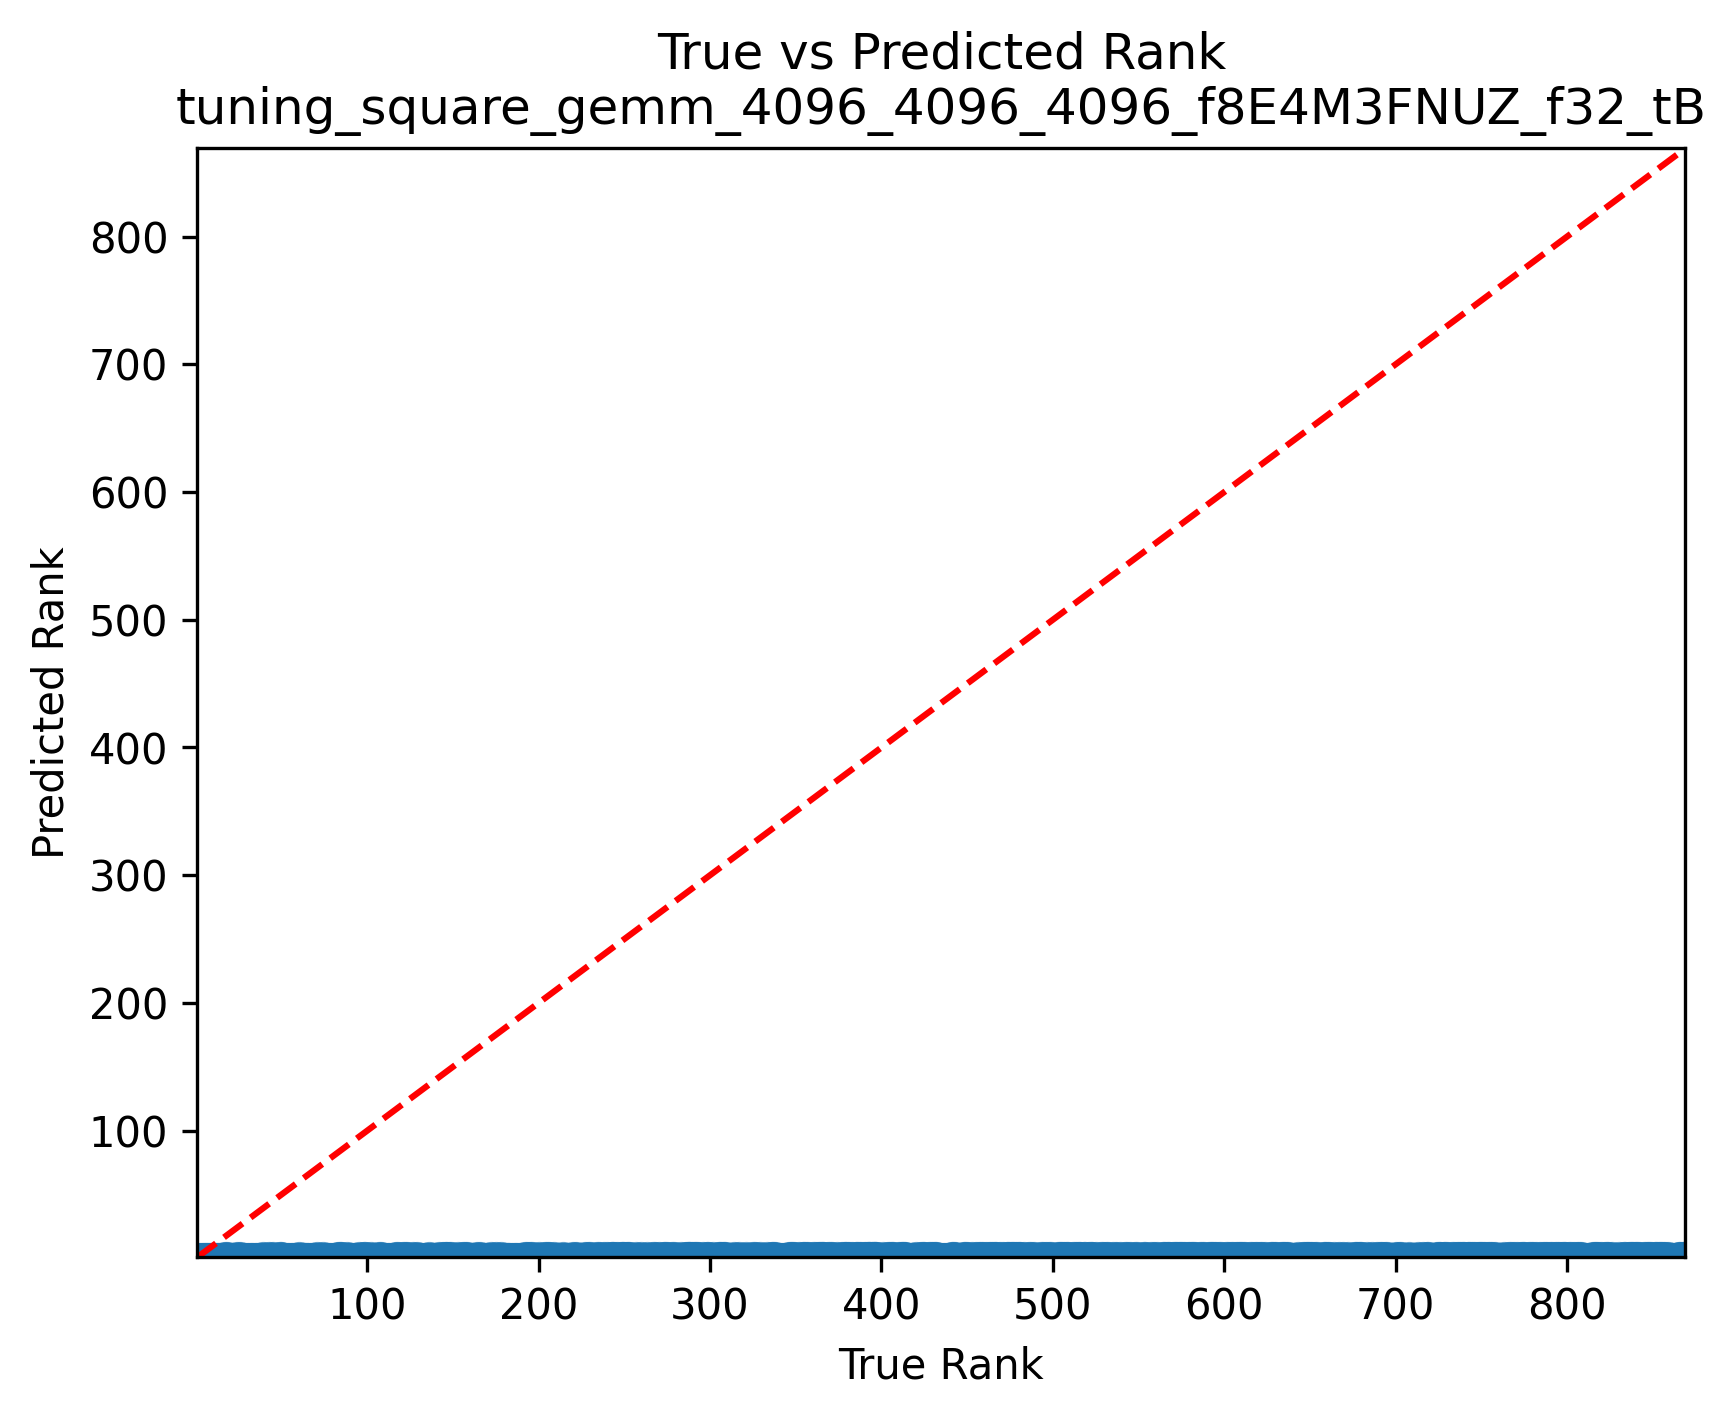 True vs Predicted Rank
tuning_square_gemm_4096_4096_4096_f8E4M3FNUZ_f32_tB
800
700
600
500
400
300
200
100
Predicted Rank
100 200 300 400 500 600 700 800
True Rank